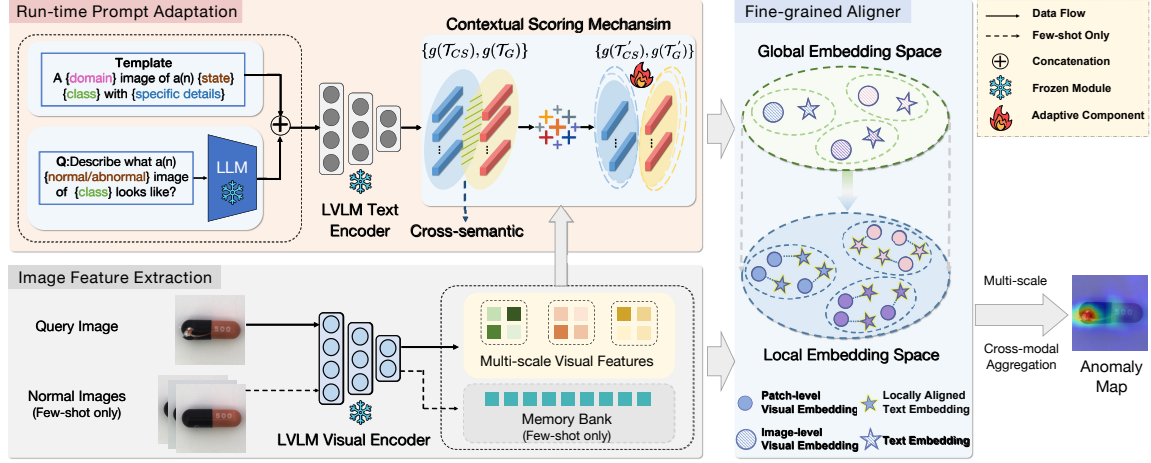 Run-time Prompt Adaptation
Template
A {domain} image of a(n) {state}
{class} with {specific details}
Q:Describe what a(n)
{normal/abnormal} image
of {class} looks like?
LLM
LVLM Text
Encoder
Contextual Scoring Mechansim
{g(𝒯_CS), g(𝒯_G)}
{g(𝒯'_CS), g(𝒯'_G)}
Cross-semantic
Image Feature Extraction
Query Image
500
Normal Images
(Few-shot only)
500
LVLM Visual Encoder
Multi-scale Visual Features
Memory Bank
(Few-shot only)
Fine-grained Aligner
Global Embedding Space
Local Embedding Space
Patch-level
Visual Embedding
Locally Aligned
Text Embedding
Image-level
Visual Embedding
Text Embedding
Data Flow
Few-shot Only
Concatenation
Frozen Module
Adaptive Component
Multi-scale
Cross-modal
Aggregation
Anomaly
Map